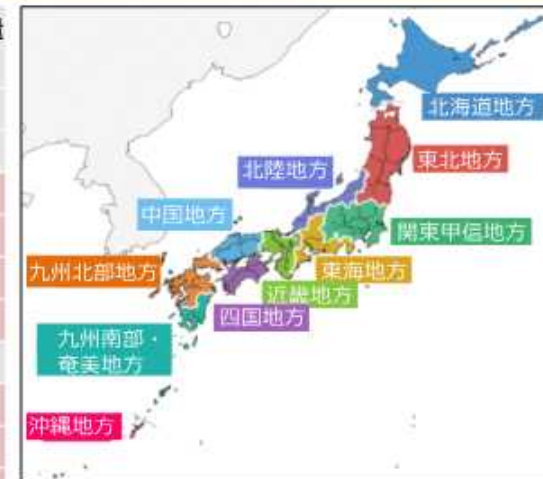 北海道地方
東北地方
北陸地方
中国地方
関東甲信地方
九州北部地方
東海地方
近畿地方
四国地方
九州南部・
奄美地方
沖縄地方